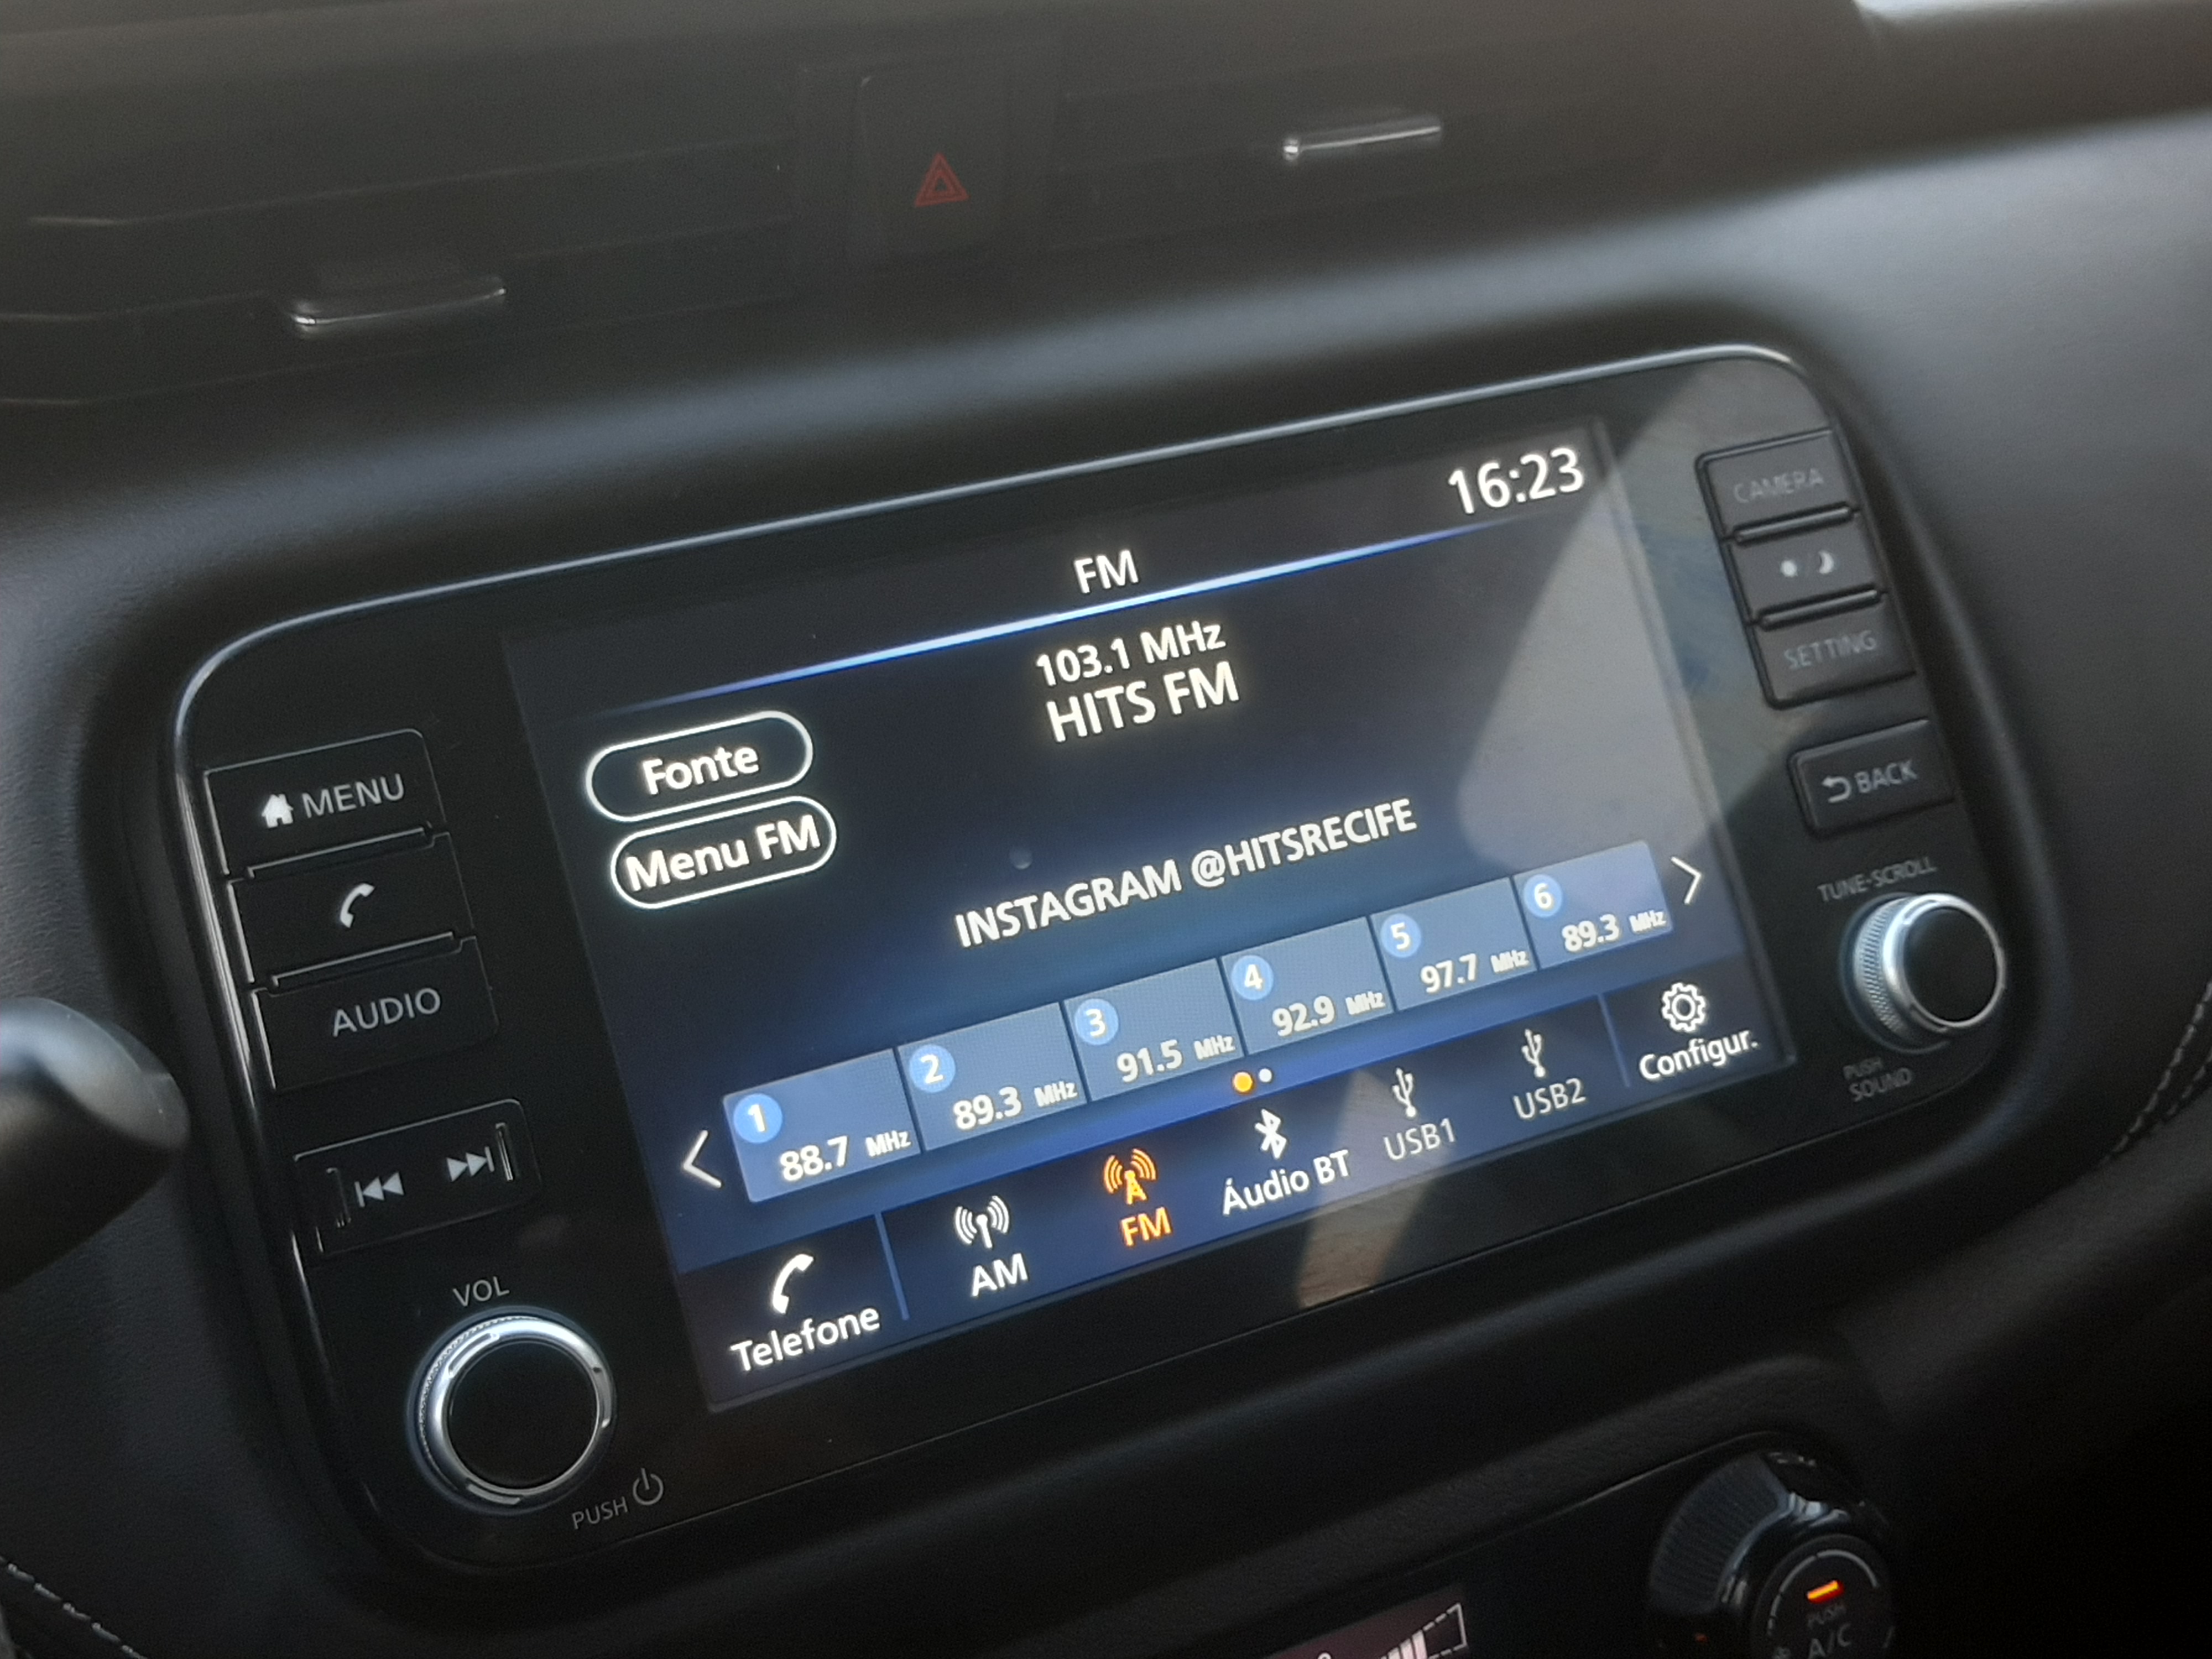 16:23
FM
103.1 MHz
HITS FM
Fonte
Menu FM
INSTAGRAM @HITSRECIFE
1 88.7 MHz
2 89.3 MHz
3 91.5 MHz
4 92.9 MHz
5 97.7 MHz
6 89.3 MHz
Telefone
AM
FM
Áudio BT
USB1
USB2
Configur.
MENU
AUDIO
VOL
PUSH
CAMERA
SETTING
BACK
TUNE-SCROLL
PUSH
SOUND
PUSH
A/C